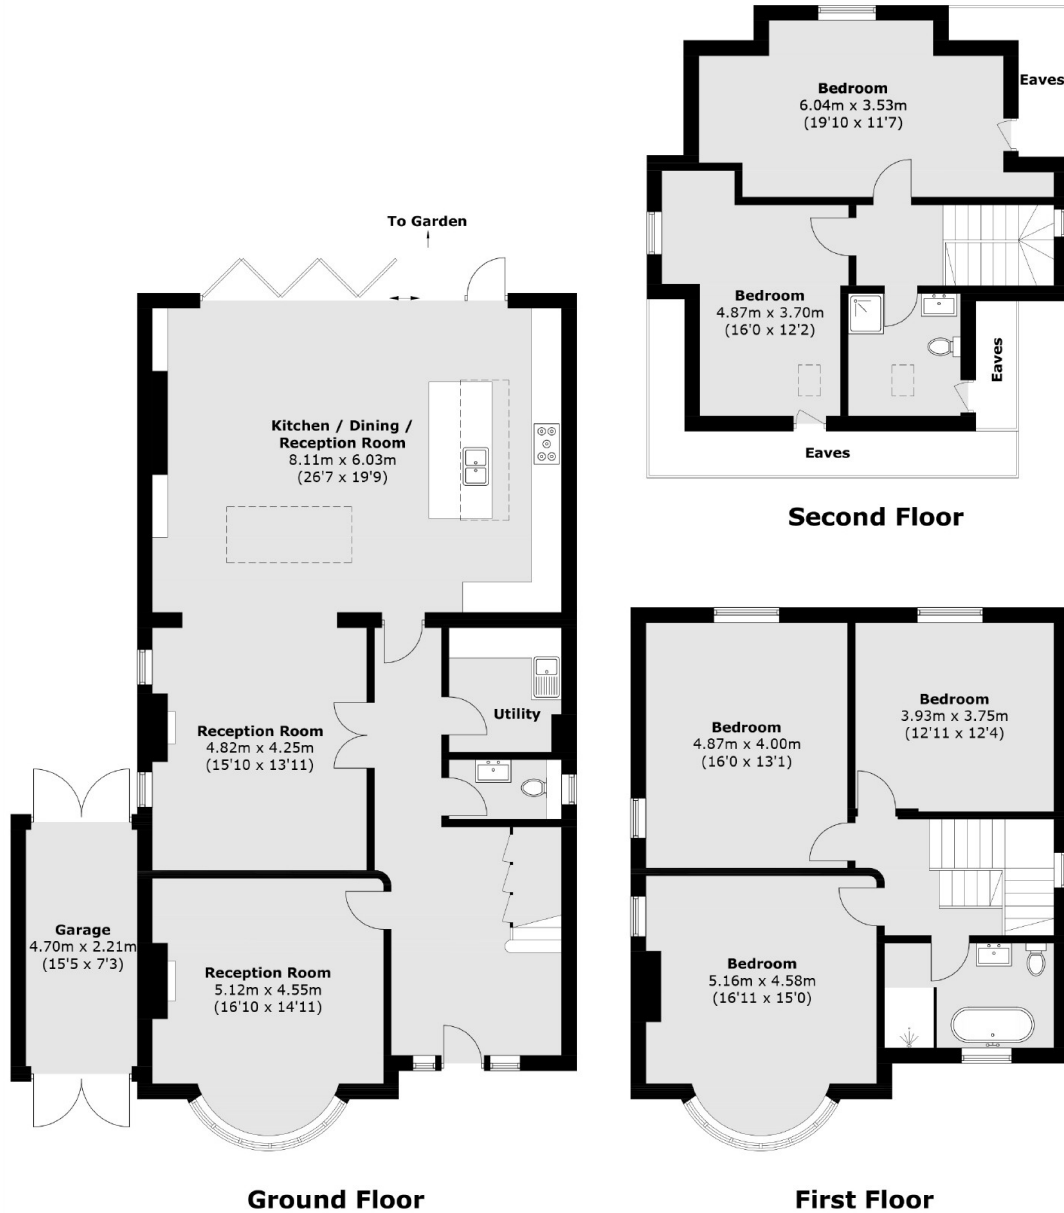 To Garden
Kitchen / Dining /
Reception Room
8.11m x 6.03m
(26'7 x 19'9)
Reception Room
4.82m x 4.25m
(15'10 x 13'11)
Utility
Garage
4.70m x 2.21m
(15'5 x 7'3)
Reception Room
5.12m x 4.55m
(16'10 x 14'11)
Ground Floor
Bedroom
6.04m x 3.53m
(19'10 x 11'7)
Eaves
Bedroom
4.87m x 3.70m
(16'0 x 12'2)
Eaves
Eaves
Second Floor
Bedroom
4.87m x 4.00m
(16'0 x 13'1)
Bedroom
3.93m x 3.75m
(12'11 x 12'4)
Bedroom
5.16m x 4.58m
(16'11 x 15'0)
First Floor